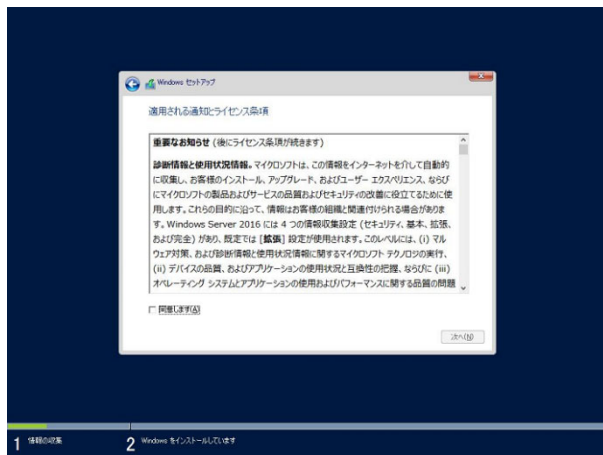 Windows セットアップ
適用される通知とライセンス条項
重要なお知らせ (後にライセンス条項が続きます)
診断情報と使用状況情報。マイクロソフトは、この情報をインターネットを介して自動的
に収集し、お客様のインストール、アップグレード、およびユーザー エクスペリエンス、ならび
にマイクロソフトの製品およびサービスの品質およびセキュリティの改善に役立てるために使
用します。これらの目的に沿って、情報はお客様の組織と関連付けられる場合がありま
す。Windows Server 2016 には 4 つの情報収集設定 (セキュリティ、基本、拡張、
および完全) があり、既定では [拡張] 設定が使用されます。このレベルには、(i) マル
ウェア対策、および診断情報と使用状況情報に関するマイクロソフト テクノロジの実行、
(ii) デバイスの品質、およびアプリケーションの使用状況と互換性の把握、ならびに (iii)
オペレーティング システムとアプリケーションの使用およびパフォーマンスに関する品質の問題
同意します(A)
次へ(N)
1 情報の収集
2 Windows をインストールしています